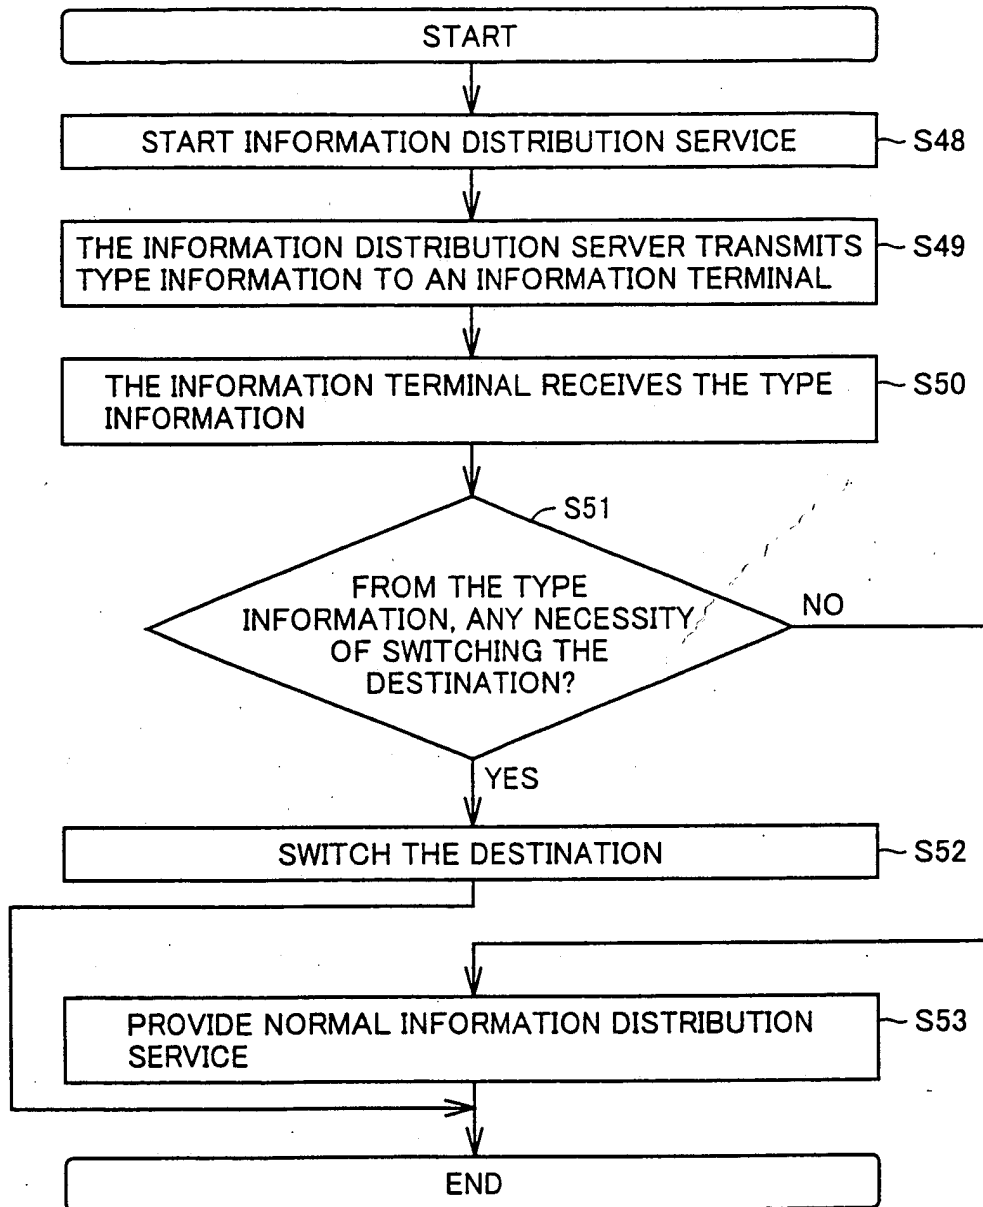 START
START INFORMATION DISTRIBUTION SERVICE
S48
THE INFORMATION DISTRIBUTION SERVER TRANSMITS
TYPE INFORMATION TO AN INFORMATION TERMINAL
S49
THE INFORMATION TERMINAL RECEIVES THE TYPE
INFORMATION
S50
S51
FROM THE TYPE
INFORMATION, ANY NECESSITY
OF SWITCHING THE
DESTINATION?
NO
YES
SWITCH THE DESTINATION
S52
PROVIDE NORMAL INFORMATION DISTRIBUTION
SERVICE
S53
END